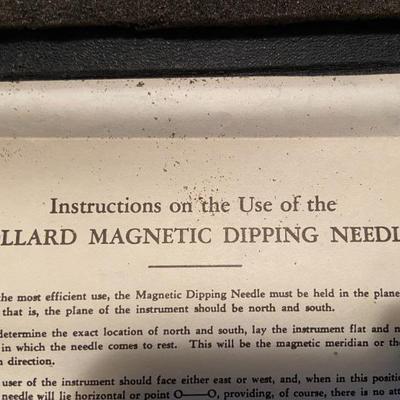 Instructions on the Use of the
OLLARD MAGNETIC DIPPING NEEDL
the most efficient use, the Magnetic Dipping Needle must be held in the plane
that is, the plane of the instrument should be north and south.
determine the exact location of north and south, lay the instrument flat and n
in which the needle comes to rest. This will be the magnetic meridian or the
direction.
user of the instrument should face either east or west, and, when in this positi
needle will lie horizontal or point O—O, providing, of course, there is no att